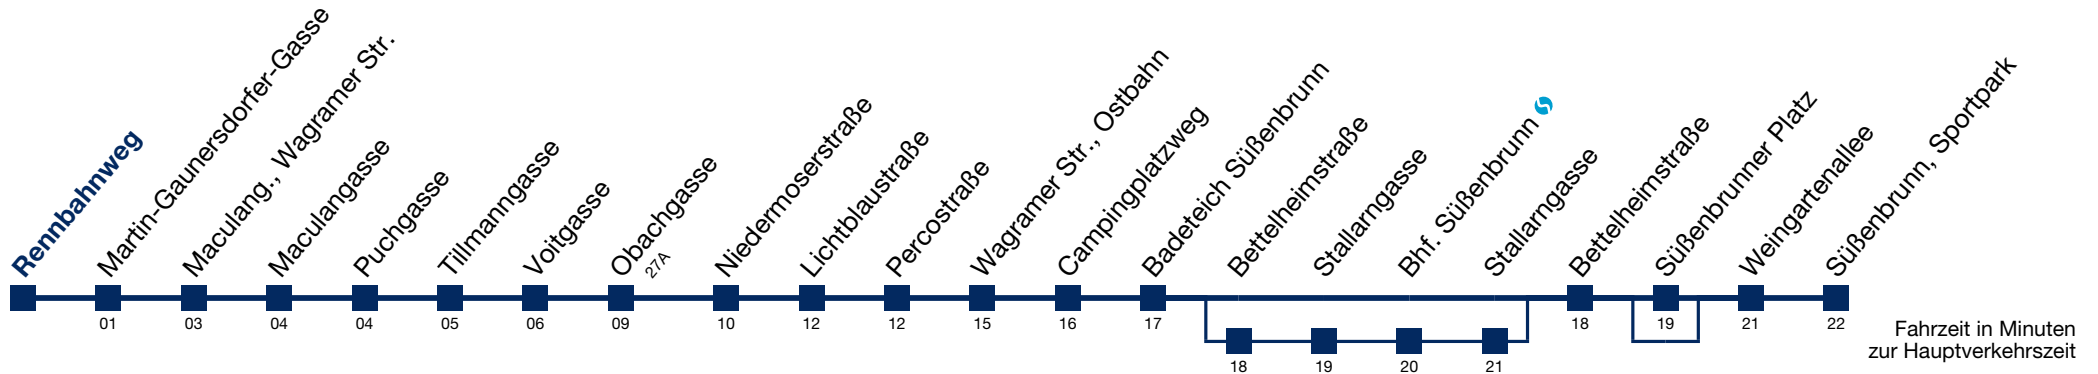 Rennbahnweg
Martin-Gaunersdorfer-Gasse
Maculang., Wagramer Str.
Maculangasse
Puchgasse
Tillmanngasse
Voitgasse
Obachgasse
27A
Niedermoserstraße
Lichtblaustraße
Percostraße
Wagramer Str., Ostbahn
Campingplatzweg
Badeteich Süßenbrunn
Bettelheimstraße
Stallarngasse
Bhf. Süßenbrunn
Stallarngasse
Bettelheimstraße
Süßenbrunner Platz
Weingartenallee
Süßenbrunn, Sportpark
01 03 04 04 05 06 09 10 12 12 15 16 17 18 19 21 22
18 19 20 21
Fahrzeit in Minuten
zur Hauptverkehrszeit